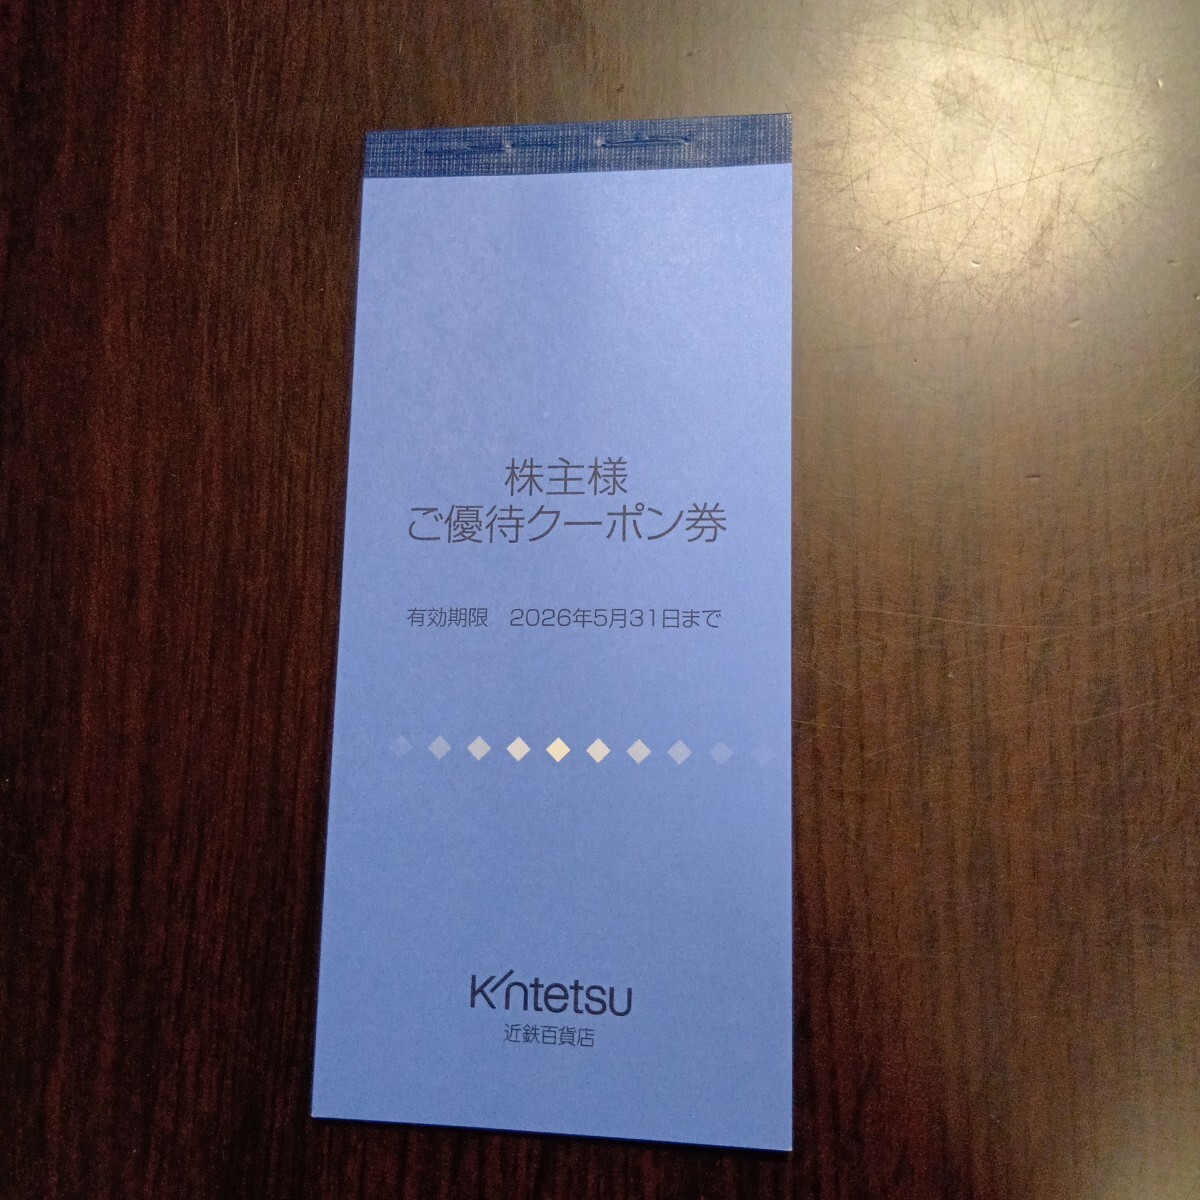 株主様
ご優待クーポン券
有効期限　2026年5月31日まで
Kintetsu
近鉄百貨店